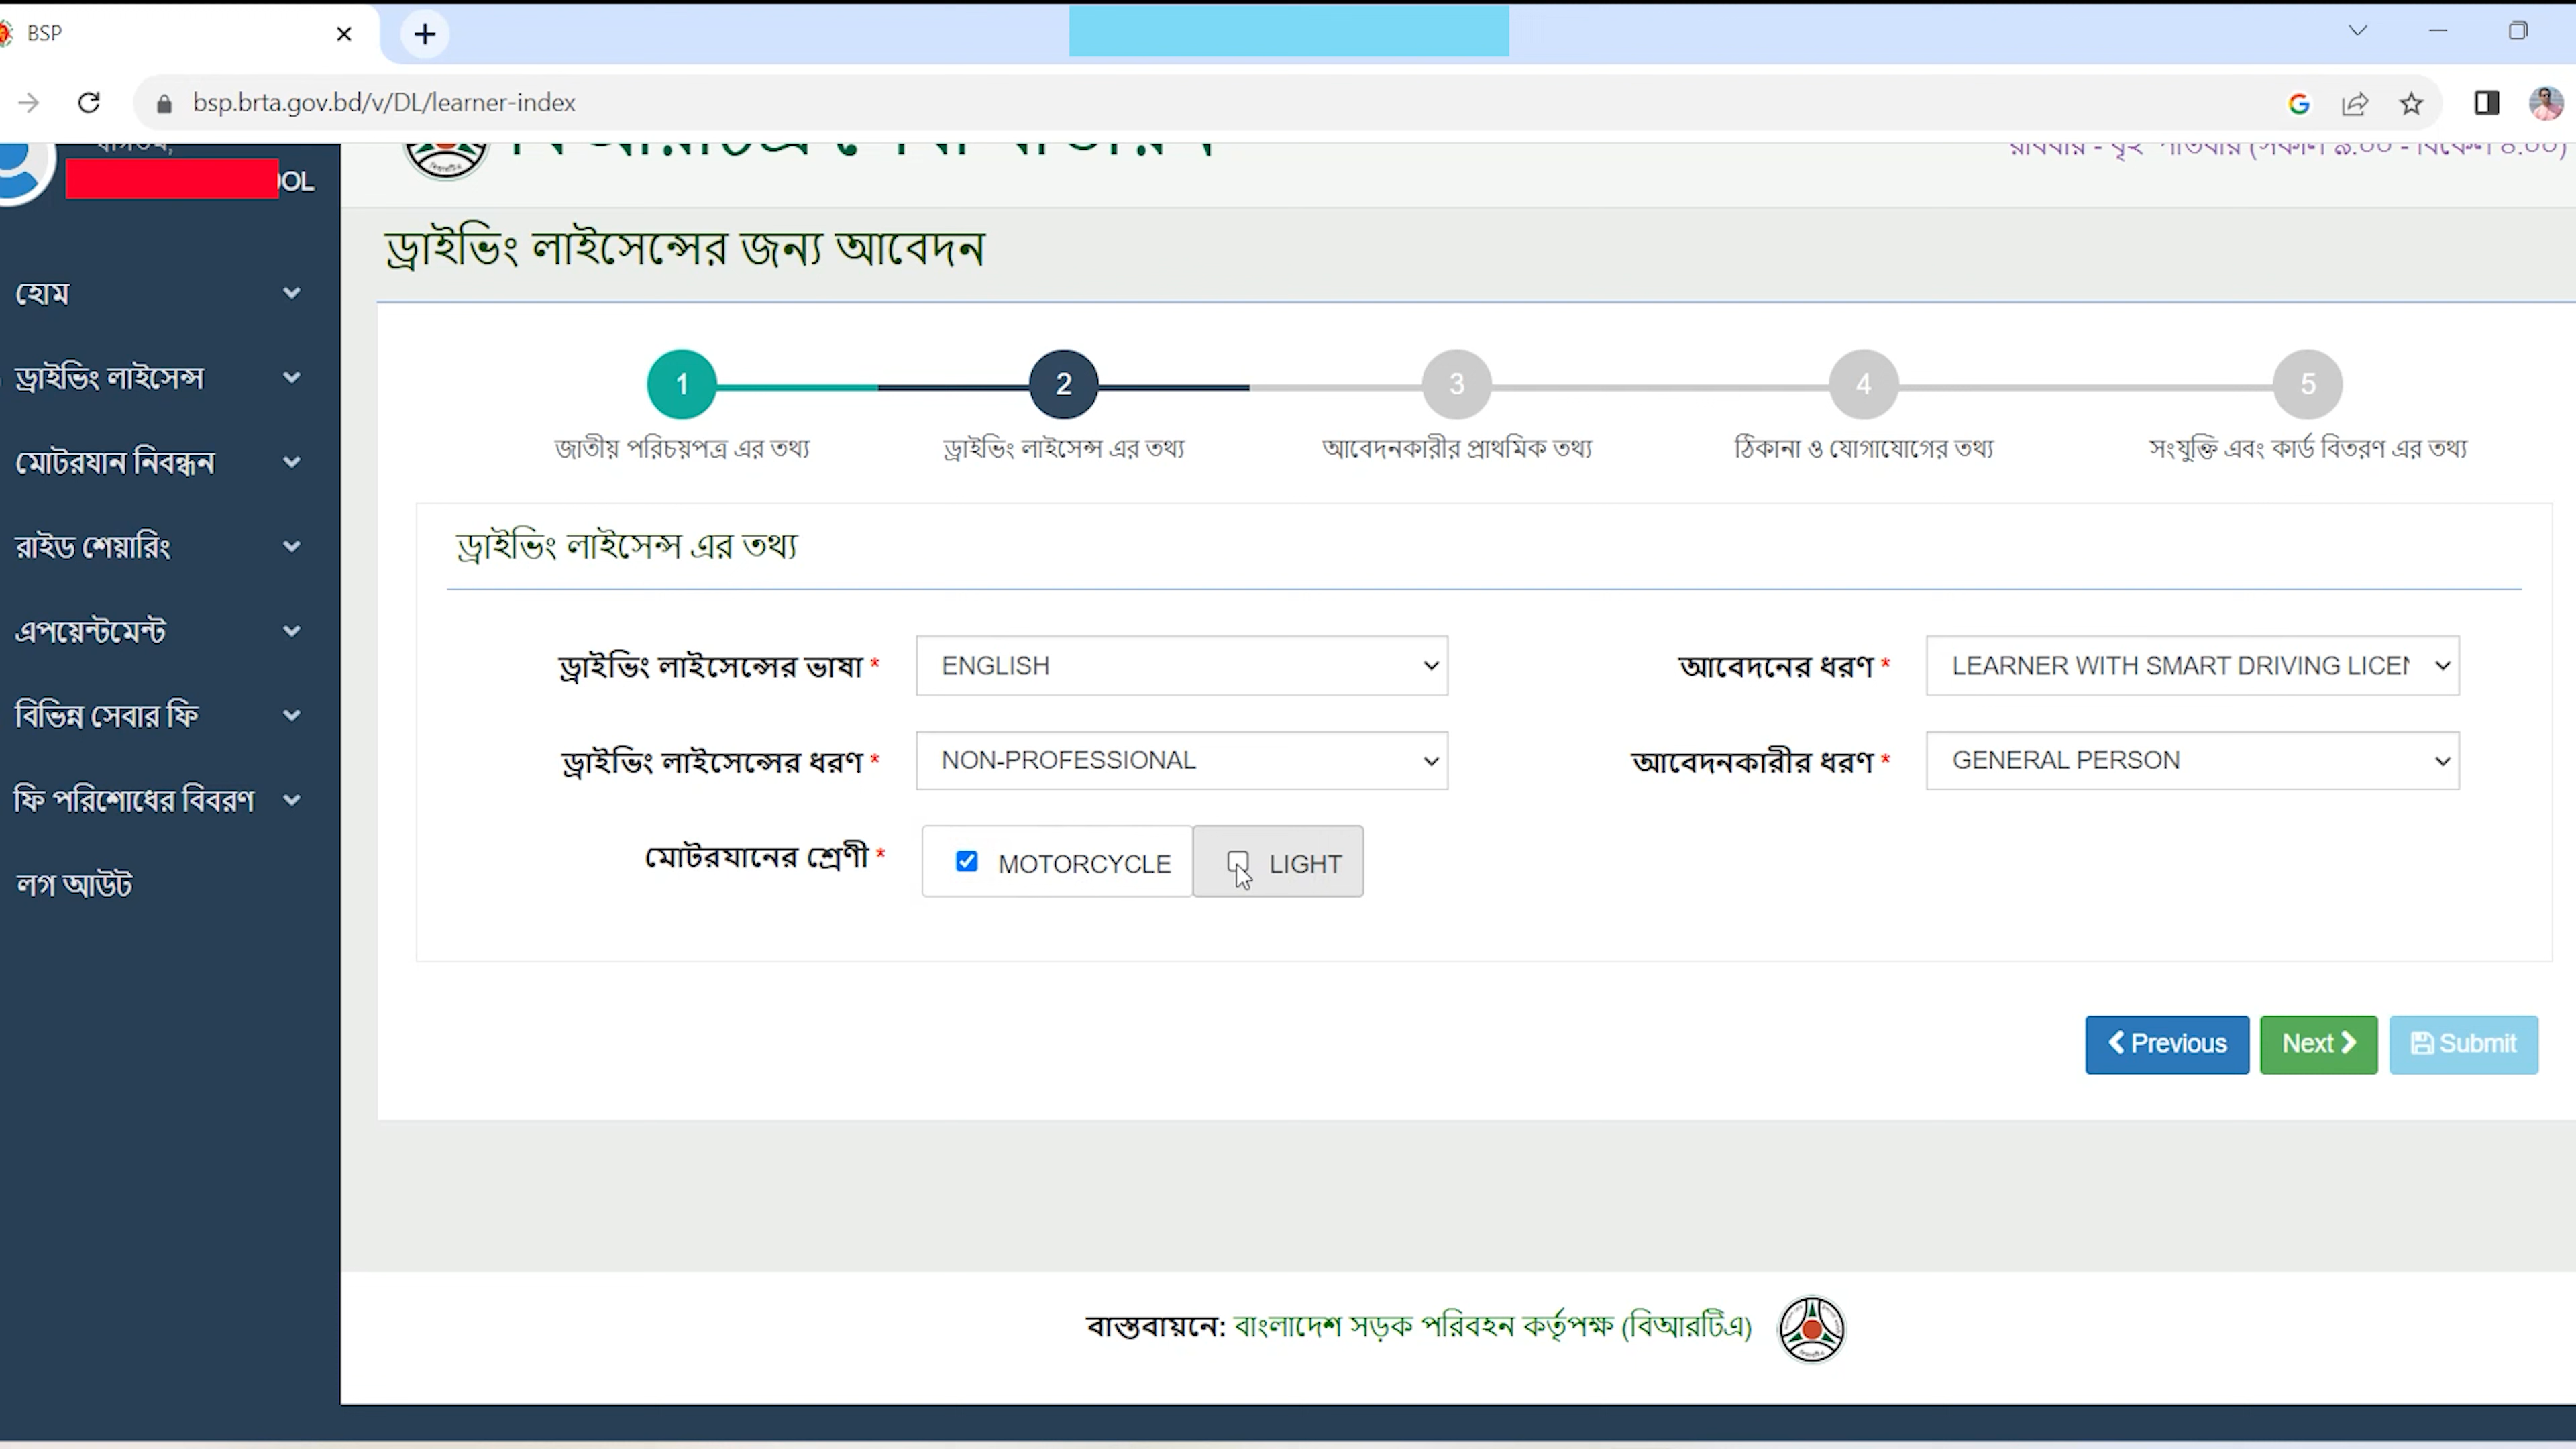 BSP
bsp.brta.gov.bd/v/DL/learner-index
OOL
ড্রাইভিং লাইসেন্সের জন্য আবেদন
হোম
ড্রাইভিং লাইসেন্স
মোটরযান নিবন্ধন
রাইড শেয়ারিং
এপয়েন্টমেন্ট
বিভিন্ন সেবার ফি
ফি পরিশোধের বিবরণ
লগ আউট
1
2
3
4
5
জাতীয় পরিচয়পত্র এর তথ্য
ড্রাইভিং লাইসেন্স এর তথ্য
আবেদনকারীর প্রাথমিক তথ্য
ঠিকানা ও যোগাযোগের তথ্য
সংযুক্তি এবং কার্ড বিতরণ এর তথ্য
ড্রাইভিং লাইসেন্স এর তথ্য
ড্রাইভিং লাইসেন্সের ভাষা * ENGLISH
আবেদনের ধরণ * LEARNER WITH SMART DRIVING LICEN
ড্রাইভিং লাইসেন্সের ধরণ * NON-PROFESSIONAL
আবেদনকারীর ধরণ * GENERAL PERSON
মোটরযানের শ্রেণী * MOTORCYCLE LIGHT
Previous Next Submit
বাস্তবায়নে: বাংলাদেশ সড়ক পরিবহন কর্তৃপক্ষ (বিআরটিএ)